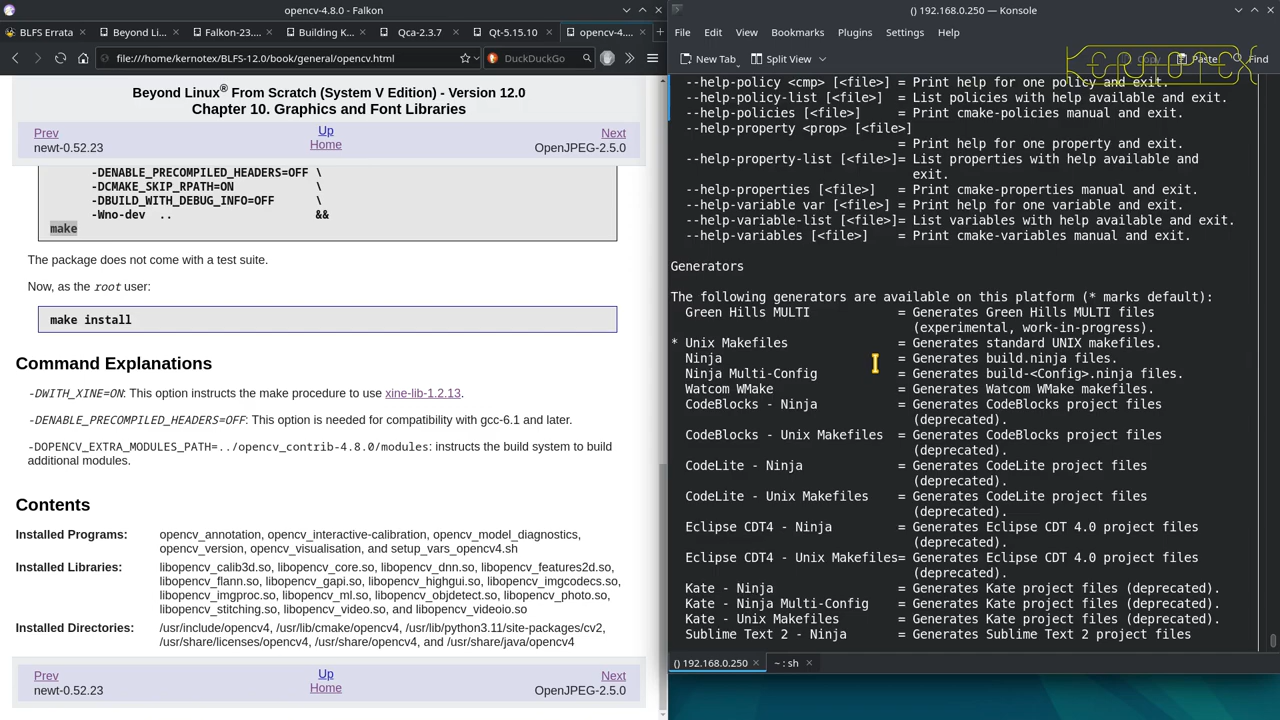 opencv-4.8.0 - Falkon
BLFS Errata
Beyond Li...
Falkon-23....
Building K...
Qca-2.3.7
Qt-5.15.10
opencv-4....
file:///home/kernotex/BLFS-12.0/book/general/opencv.html
DuckDuckGo
Beyond Linux® From Scratch (System V Edition) - Version 12.0
Chapter 10. Graphics and Font Libraries
Prev
Up
Next
newt-0.52.23
Home
OpenJPEG-2.5.0
-DENABLE_PRECOMPILED_HEADERS=OFF \
-DCMAKE_SKIP_RPATH=ON \
-DBUILD_WITH_DEBUG_INFO=OFF \
-Wno-dev .. &&
make
The package does not come with a test suite.
Now, as the root user:
make install
Command Explanations
-DWITH_XINE=ON: This option instructs the make procedure to use xine-lib-1.2.13.
-DENABLE_PRECOMPILED_HEADERS=OFF: This option is needed for compatibility with gcc-6.1 and later.
-DOPENCV_EXTRA_MODULES_PATH=../opencv_contrib-4.8.0/modules: instructs the build system to build
additional modules.
Contents
Installed Programs: opencv_annotation, opencv_interactive-calibration, opencv_model_diagnostics,
opencv_version, opencv_visualisation, and setup_vars_opencv4.sh
Installed Libraries: libopencv_calib3d.so, libopencv_core.so, libopencv_dnn.so, libopencv_features2d.so,
libopencv_flann.so, libopencv_gapi.so, libopencv_highgui.so, libopencv_imgcodecs.so,
libopencv_imgproc.so, libopencv_ml.so, libopencv_objdetect.so, libopencv_photo.so,
libopencv_stitching.so, libopencv_video.so, and libopencv_videoio.so
Installed Directories: /usr/include/opencv4, /usr/lib/cmake/opencv4, /usr/lib/python3.11/site-packages/cv2,
/usr/share/licenses/opencv4, /usr/share/opencv4, and /usr/share/java/opencv4
Prev
Up
Next
newt-0.52.23
Home
OpenJPEG-2.5.0
() 192.168.0.250 — Konsole
File Edit View Bookmarks Plugins Settings Help
New Tab
Split View
Copy
Paste
Find
KERNOTEX
--help-policy <cmp> [<file>] = Print help for one policy and exit.
--help-policy-list [<file>] = List policies with help available and exit.
--help-policies [<file>] = Print cmake-policies manual and exit.
--help-property <prop> [<file>]
= Print help for one property and exit.
--help-property-list [<file>]= List properties with help available and
exit.
--help-properties [<file>] = Print cmake-properties manual and exit.
--help-variable var [<file>] = Print help for one variable and exit.
--help-variable-list [<file>]= List variables with help available and exit.
--help-variables [<file>] = Print cmake-variables manual and exit.
Generators
The following generators are available on this platform (* marks default):
Green Hills MULTI = Generates Green Hills MULTI files
(experimental, work-in-progress).
* Unix Makefiles = Generates standard UNIX makefiles.
Ninja = Generates build.ninja files.
Ninja Multi-Config = Generates build-<Config>.ninja files.
Watcom WMake = Generates Watcom WMake makefiles.
CodeBlocks - Ninja = Generates CodeBlocks project files
(deprecated).
CodeBlocks - Unix Makefiles = Generates CodeBlocks project files
(deprecated).
CodeLite - Ninja = Generates CodeLite project files
(deprecated).
CodeLite - Unix Makefiles = Generates CodeLite project files
(deprecated).
Eclipse CDT4 - Ninja = Generates Eclipse CDT 4.0 project files
(deprecated).
Eclipse CDT4 - Unix Makefiles= Generates Eclipse CDT 4.0 project files
(deprecated).
Kate - Ninja = Generates Kate project files (deprecated).
Kate - Ninja Multi-Config = Generates Kate project files (deprecated).
Kate - Unix Makefiles = Generates Kate project files (deprecated).
Sublime Text 2 - Ninja = Generates Sublime Text 2 project files
() 192.168.0.250
~ : sh